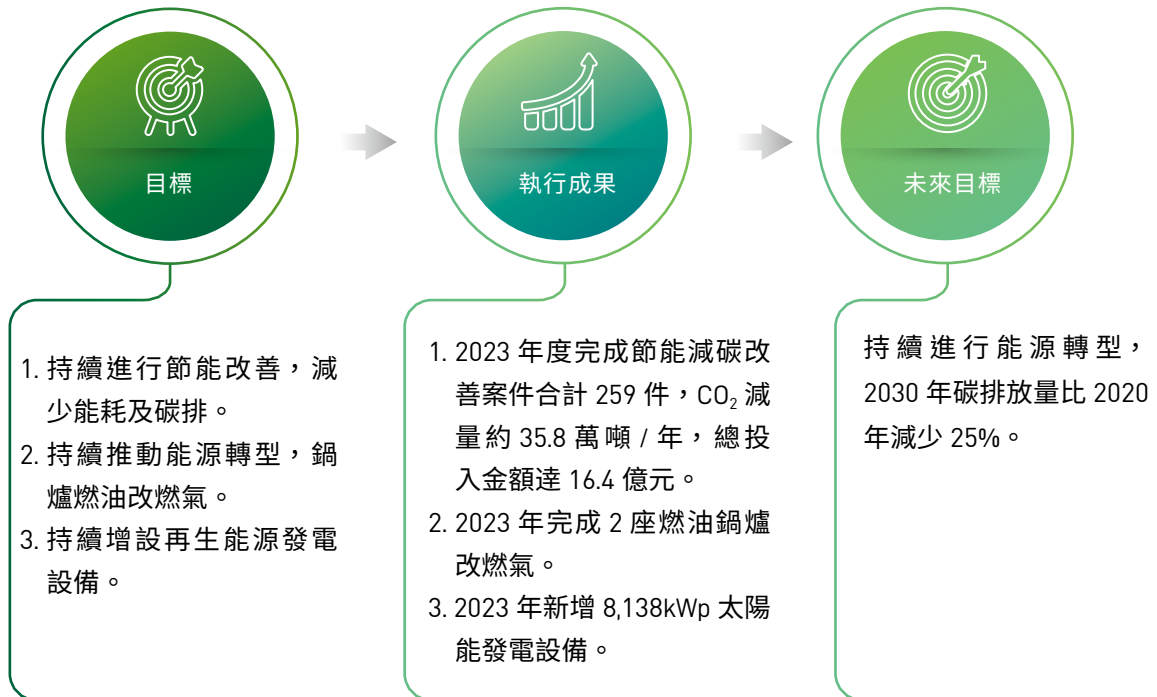 目標
1. 持續進行節能改善，減
少能耗及碳排。
2. 持續推動能源轉型，鍋
爐燃油改燃氣。
3. 持續增設再生能源發電
設備。
執行成果
1. 2023 年度完成節能減碳改
善案件合計 259 件，CO₂ 減
量約 35.8 萬噸 / 年，總投
入金額達 16.4 億元。
2. 2023 年完成 2 座燃油鍋爐
改燃氣。
3. 2023 年新增 8,138kWp 太陽
能發電設備。
未來目標
持續進行能源轉型，
2030 年碳排放量比 2020
年減少 25%。